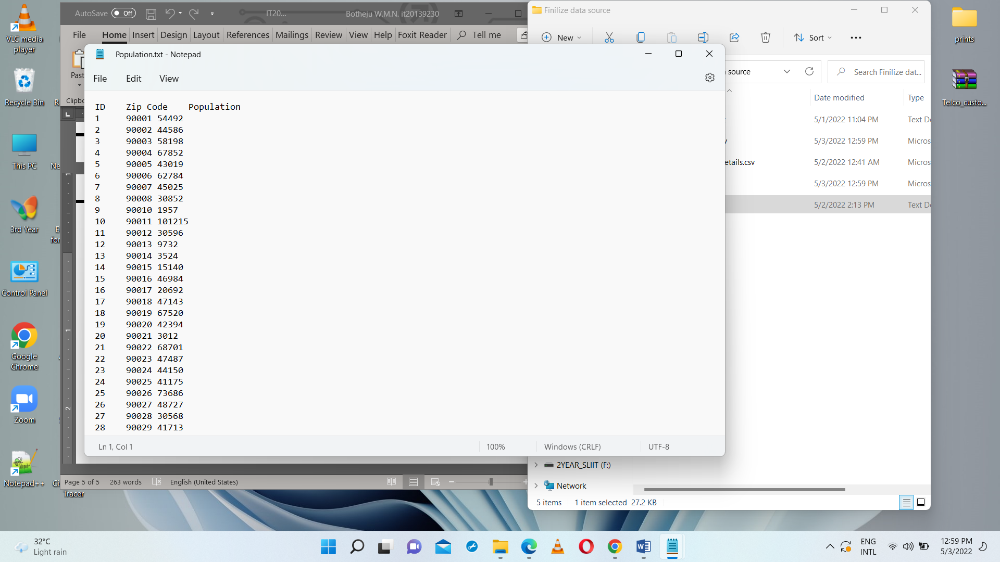 VLC media
player
Recycle Bin
This PC
3rd Year
Control Panel
Google
Chrome
Zoom
Notepad++
Tracer
AutoSave Off
IT20...
Botheju W.M.N. it20139230
File Home Insert Design Layout References Mailings Review View Help Foxit Reader Tell me
Past
Clipbo
Page 5 of 5 263 words English (United States)
Population.txt - Notepad
File Edit View
ID Zip Code Population
1 90001 54492
2 90002 44586
3 90003 58198
4 90004 67852
5 90005 43019
6 90006 62784
7 90007 45025
8 90008 30852
9 90010 1957
10 90011 101215
11 90012 30596
12 90013 9732
13 90014 3524
14 90015 15140
15 90016 46984
16 90017 20692
17 90018 47143
18 90019 67520
19 90020 42394
20 90021 3012
21 90022 68701
22 90023 47487
23 90024 44150
24 90025 41175
25 90026 73686
26 90027 48727
27 90028 30568
28 90029 41713
Ln 1, Col 1 100% Windows (CRLF) UTF-8
Finilize data source
New Sort
source
Search Finilize dat...
Date modified Type
5/1/2022 11:04 PM Text D
5/3/2022 12:59 PM Micros
etails.csv 5/2/2022 12:41 AM Micros
5/3/2022 12:59 PM Micros
5/2/2022 2:13 PM Text D
2YEAR_SLIIT (F:)
Network
5 items 1 item selected 27.2 KB
prints
Telco_custo...
32°C
Light rain
ENG
INTL
12:59 PM
5/3/2022